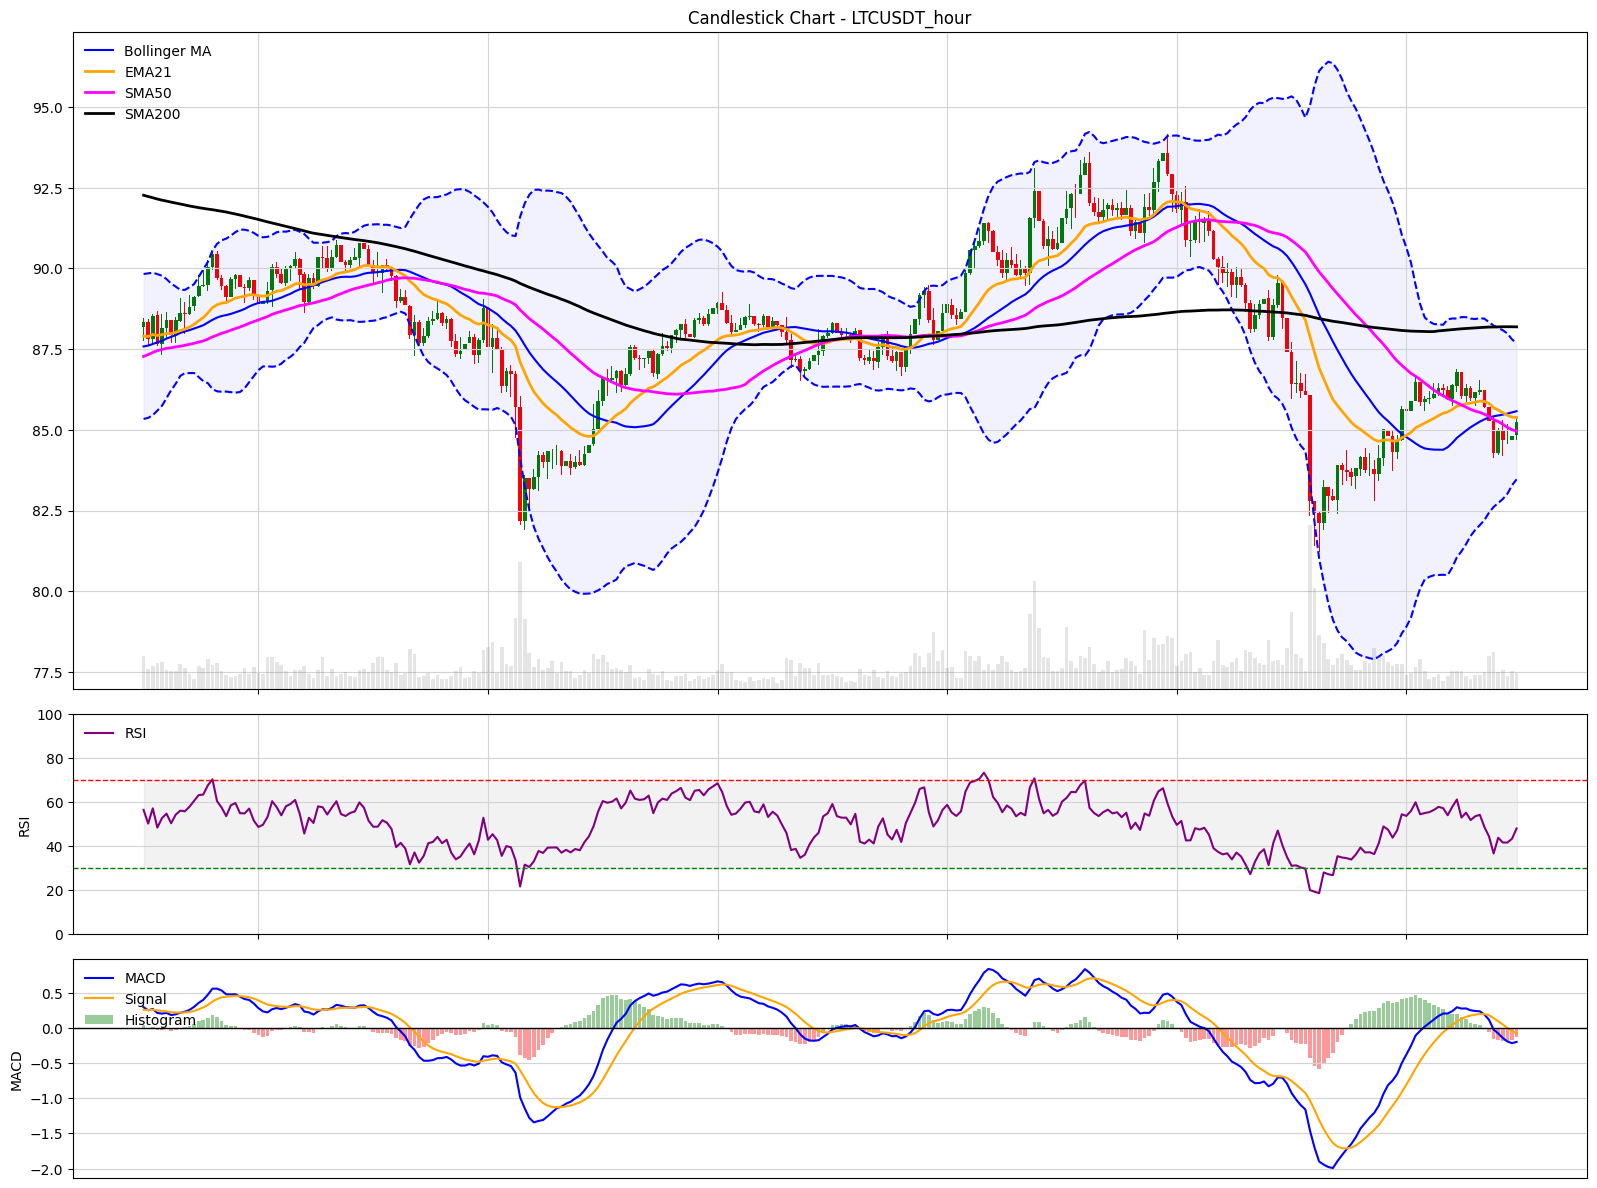 Candlestick Chart - LTCUSDT_hour
Bollinger MA
EMA21
SMA50
SMA200
95.0
92.5
90.0
87.5
85.0
82.5
80.0
77.5
RSI
100
80
60
40
20
0
RSI
MACD
Signal
Histogram
0.5
0.0
−0.5
−1.0
−1.5
−2.0
MACD